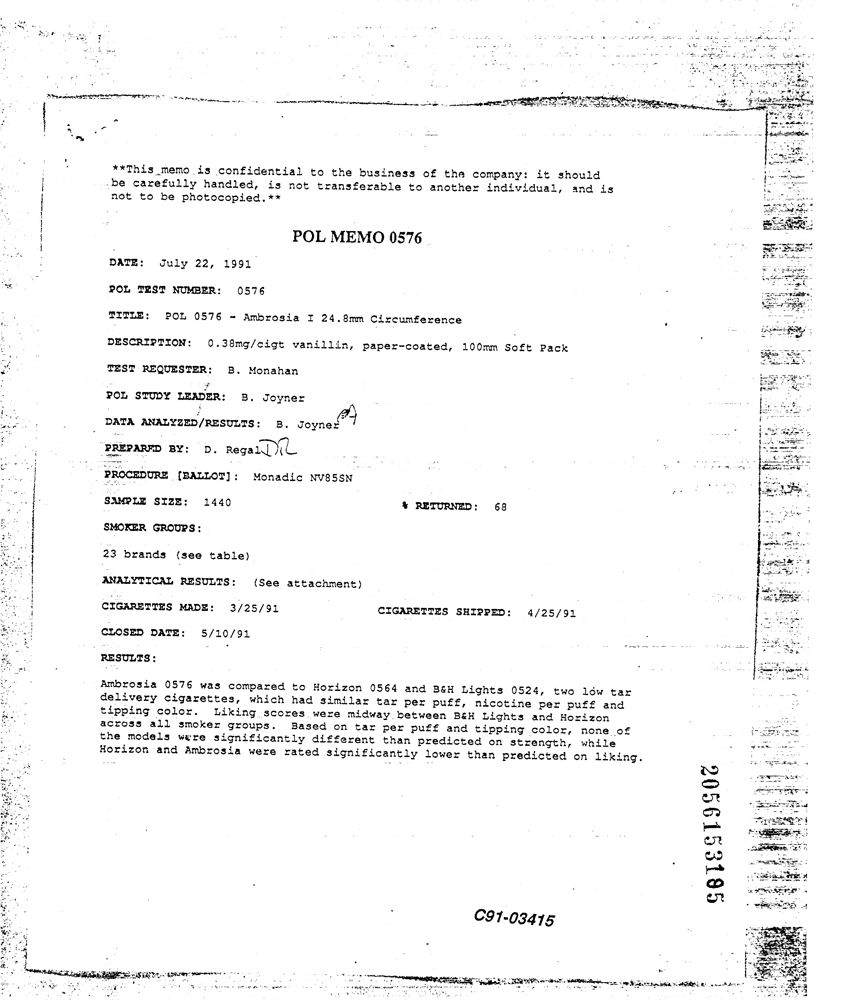 **This memo is confidential to the business of the company: it should
be carefully handled, is not transferable to another individual, and is
not to be photocopied.**
POL MEMO 0576
DATE: July 22, 1991
POL TEST NUMBER: 0576
TITLE: POL 0576 - Ambrosia I 24.8mm Circumference
DESCRIPTION: 0.38mg/cigt vanillin, paper-coated, 100mm Soft Pack
TEST REQUESTER: B. Monahan
POL STUDY LEADER: B. Joyner
DATA ANALYZED/RESULTS: B. Joyner
PREPARED BY: D. Regal DR
PROCEDURE [BALLOT]: Monadic NV85SN
SAMPLE SIZE: 1440 % RETURNED: 68
SMOKER GROUPS:
23 brands (see table)
ANALYTICAL RESULTS: (See attachment)
CIGARETTES MADE: 3/25/91 CIGARETTES SHIPPED: 4/25/91
CLOSED DATE: 5/10/91
RESULTS:
Ambrosia 0576 was compared to Horizon 0564 and B&H Lights 0524, two low tar
delivery cigarettes, which had similar tar per puff, nicotine per puff and
tipping color. Liking scores were midway between B&H Lights and Horizon
across all smoker groups. Based on tar per puff and tipping color, none of
the models were significantly different than predicted on strength, while
Horizon and Ambrosia were rated significantly lower than predicted on liking.
2056153185
C91-03415